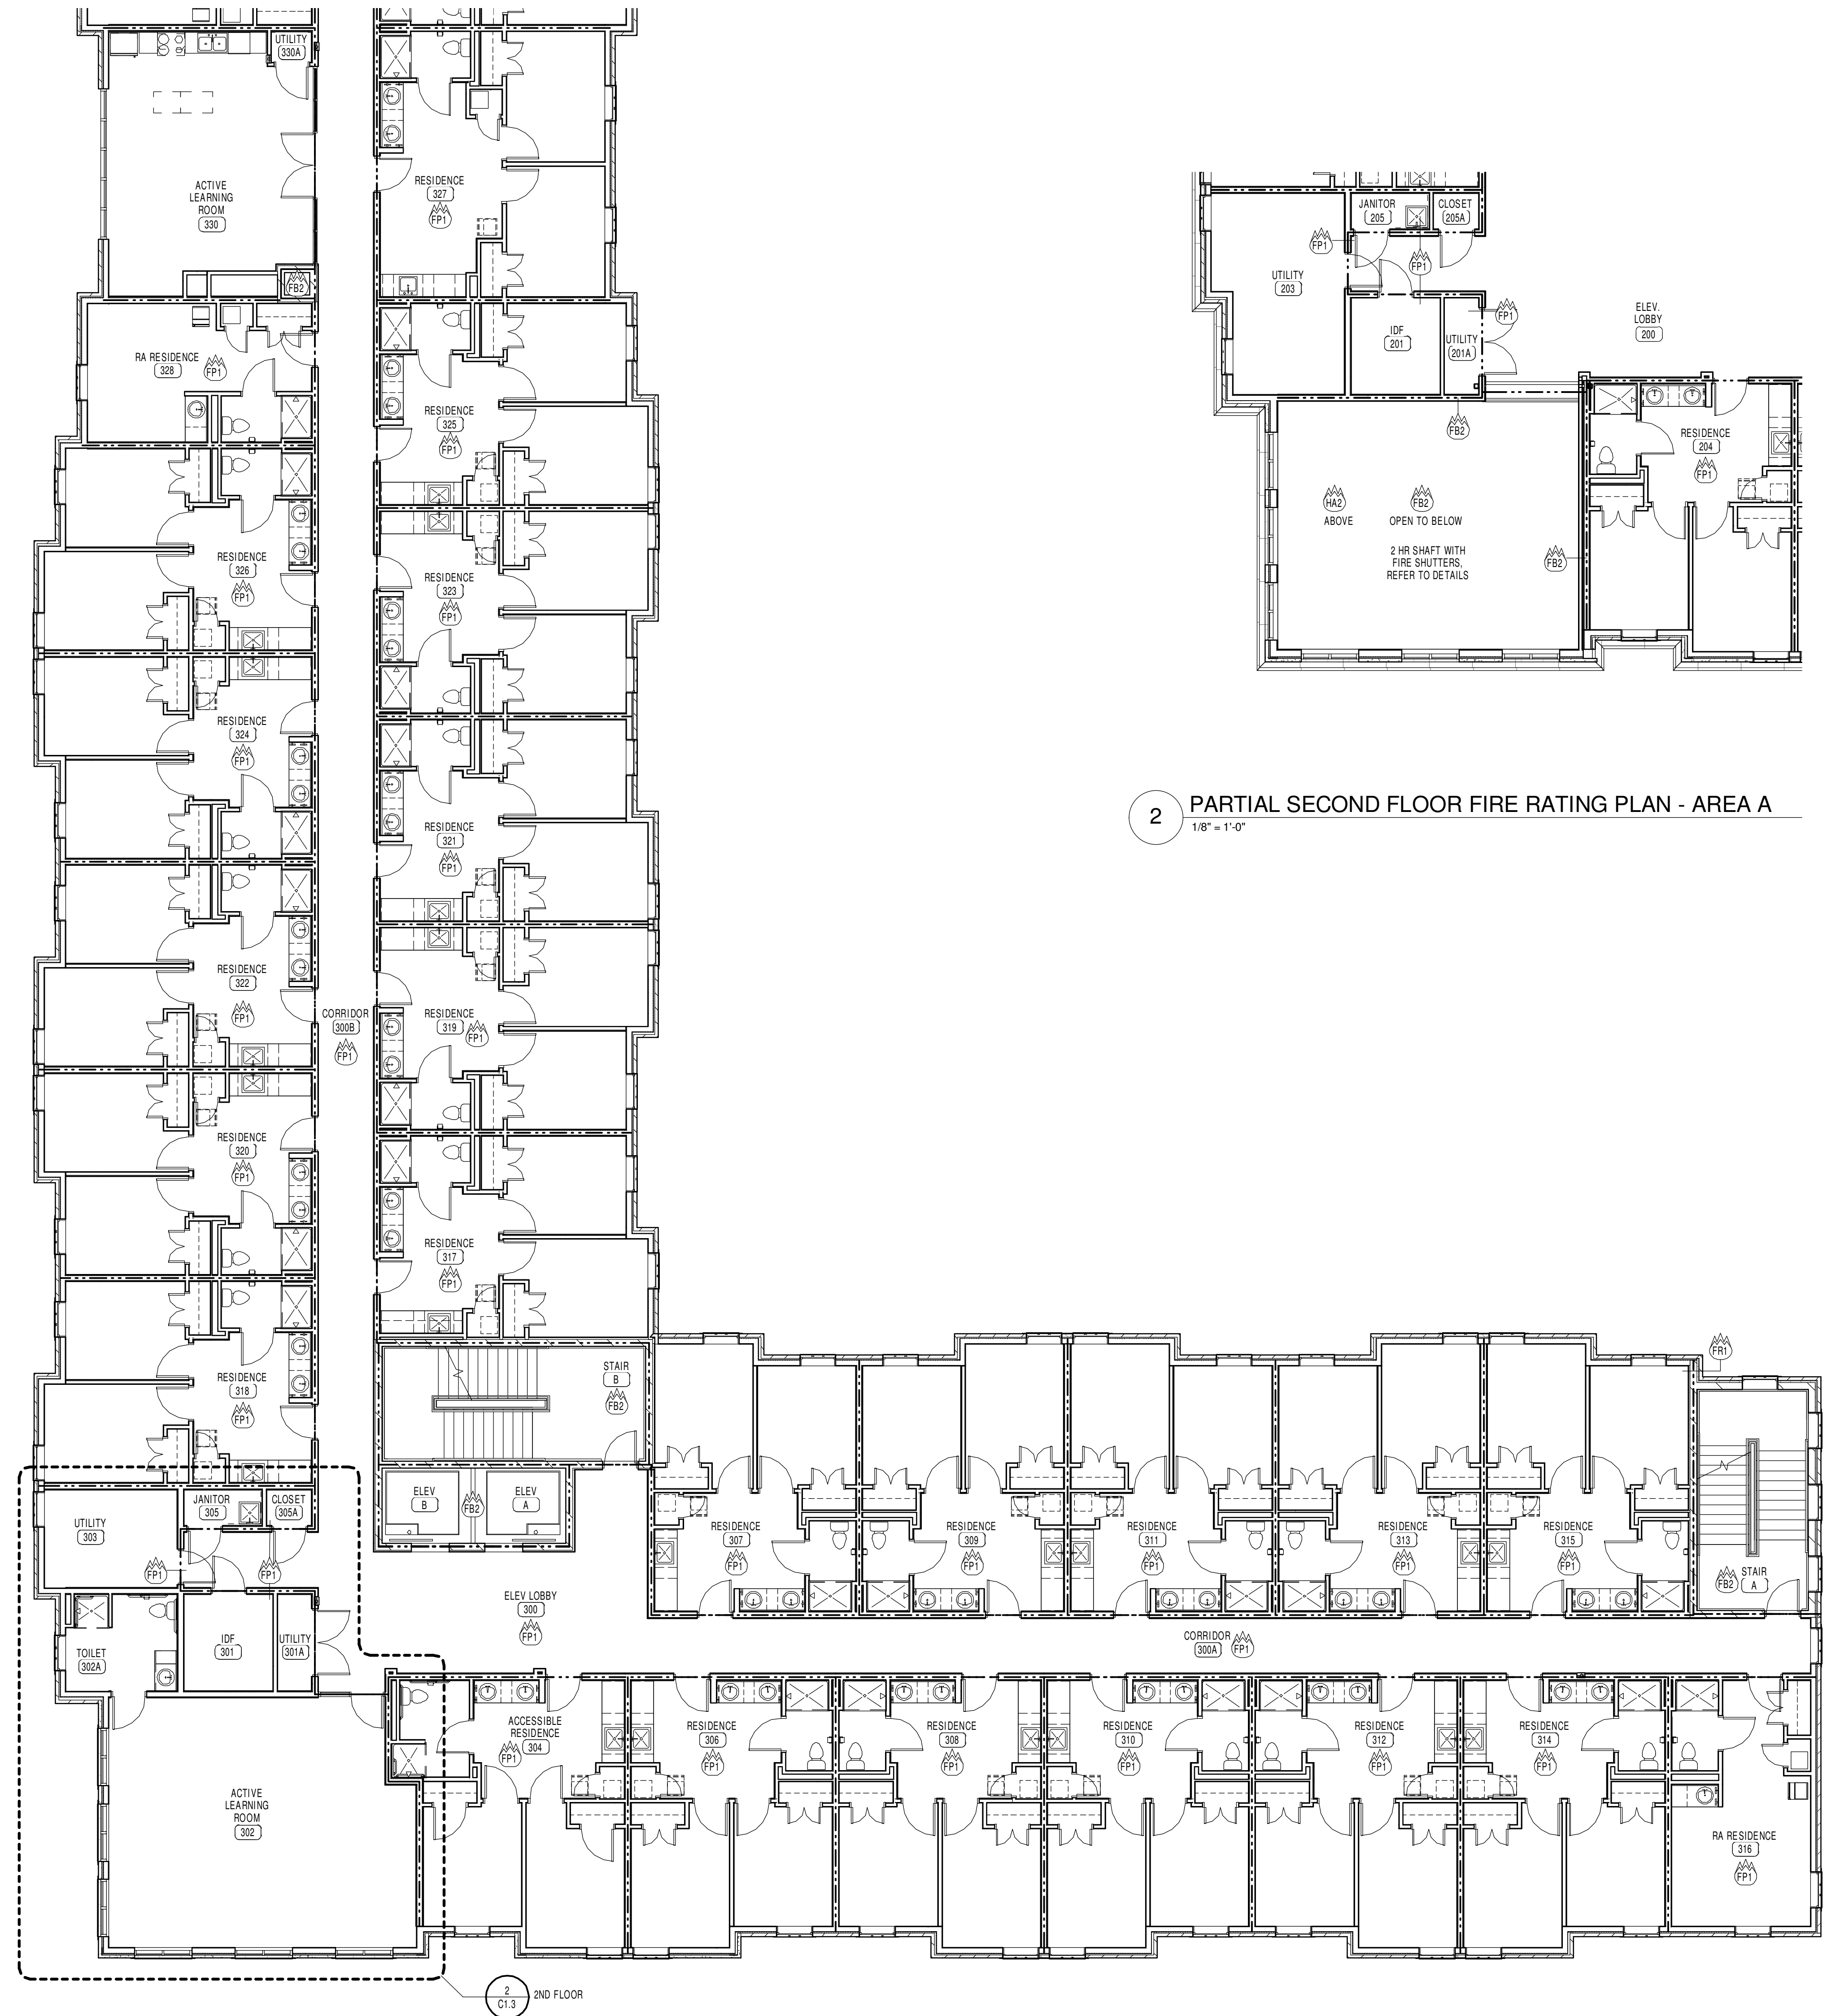 UTILITY
330A
ACTIVE
LEARNING
ROOM
330
FB2
RESIDENCE
327
FP1
RA RESIDENCE
328
FP1
RESIDENCE
325
FP1
RESIDENCE
326
FP1
RESIDENCE
323
FP1
RESIDENCE
324
FP1
RESIDENCE
321
FP1
RESIDENCE
322
FP1
CORRIDOR
300B
FP1
RESIDENCE
319
FP1
RESIDENCE
320
FP1
RESIDENCE
317
FP1
RESIDENCE
318
FP1
STAIR
B
FB2
ELEV
B
FB2
ELEV
A
UTILITY
303
JANITOR
305
CLOSET
305A
FP1
FP1
TOILET
302A
IDF
301
UTILITY
301A
ELEV LOBBY
300
FP1
ACTIVE
LEARNING
ROOM
302
RESIDENCE
307
FP1
RESIDENCE
309
FP1
RESIDENCE
311
FP1
RESIDENCE
313
FP1
RESIDENCE
315
FP1
FR1
STAIR
A
FB2
CORRIDOR
300A
FP1
ACCESSIBLE
RESIDENCE
304
FP1
RESIDENCE
306
FP1
RESIDENCE
308
FP1
RESIDENCE
310
FP1
RESIDENCE
312
FP1
RESIDENCE
314
FP1
RA RESIDENCE
316
FP1
2
C1.3
2ND FLOOR
JANITOR
205
CLOSET
205A
FP1
FP1
UTILITY
203
IDF
201
UTILITY
201A
FP1
ELEV.
LOBBY
200
FB2
RESIDENCE
204
FP1
HA2
ABOVE
FB2
OPEN TO BELOW
2 HR SHAFT WITH
FIRE SHUTTERS,
REFER TO DETAILS
FB2
2
PARTIAL SECOND FLOOR FIRE RATING PLAN - AREA A
1/8" = 1'-0"